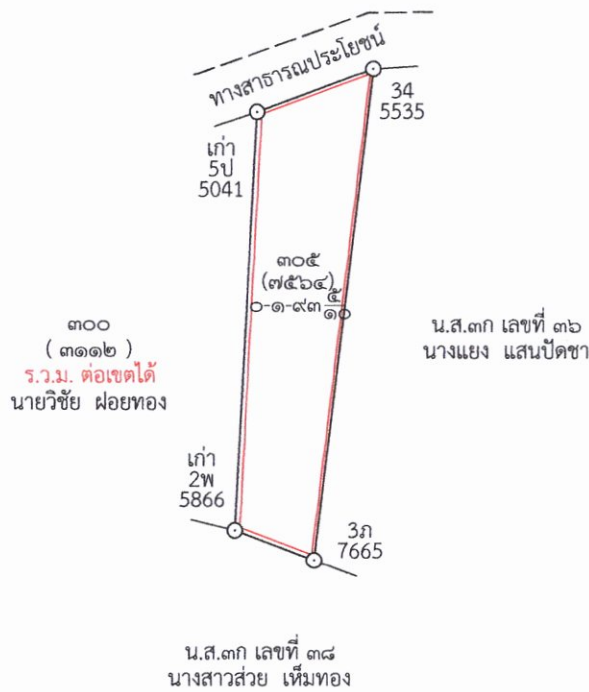 ทางสาธารณประโยชน์
34
5535
เก่า
5ป
5041
๓๐๕
(๗๕๖๔)
๐-๑-๙๓ ๕/๑๐
๓๐๐
( ๓๑๑๒ )
ร.ว.ม. ต่อเขตได้
นายวิชัย ฝอยทอง
น.ส.๓ก เลขที่ ๓๖
นางแยง แสนปัดชา
เก่า
2พ
5866
3ภ
7665
น.ส.๓ก เลขที่ ๓๘
นางสาวส่วย เห็มทอง